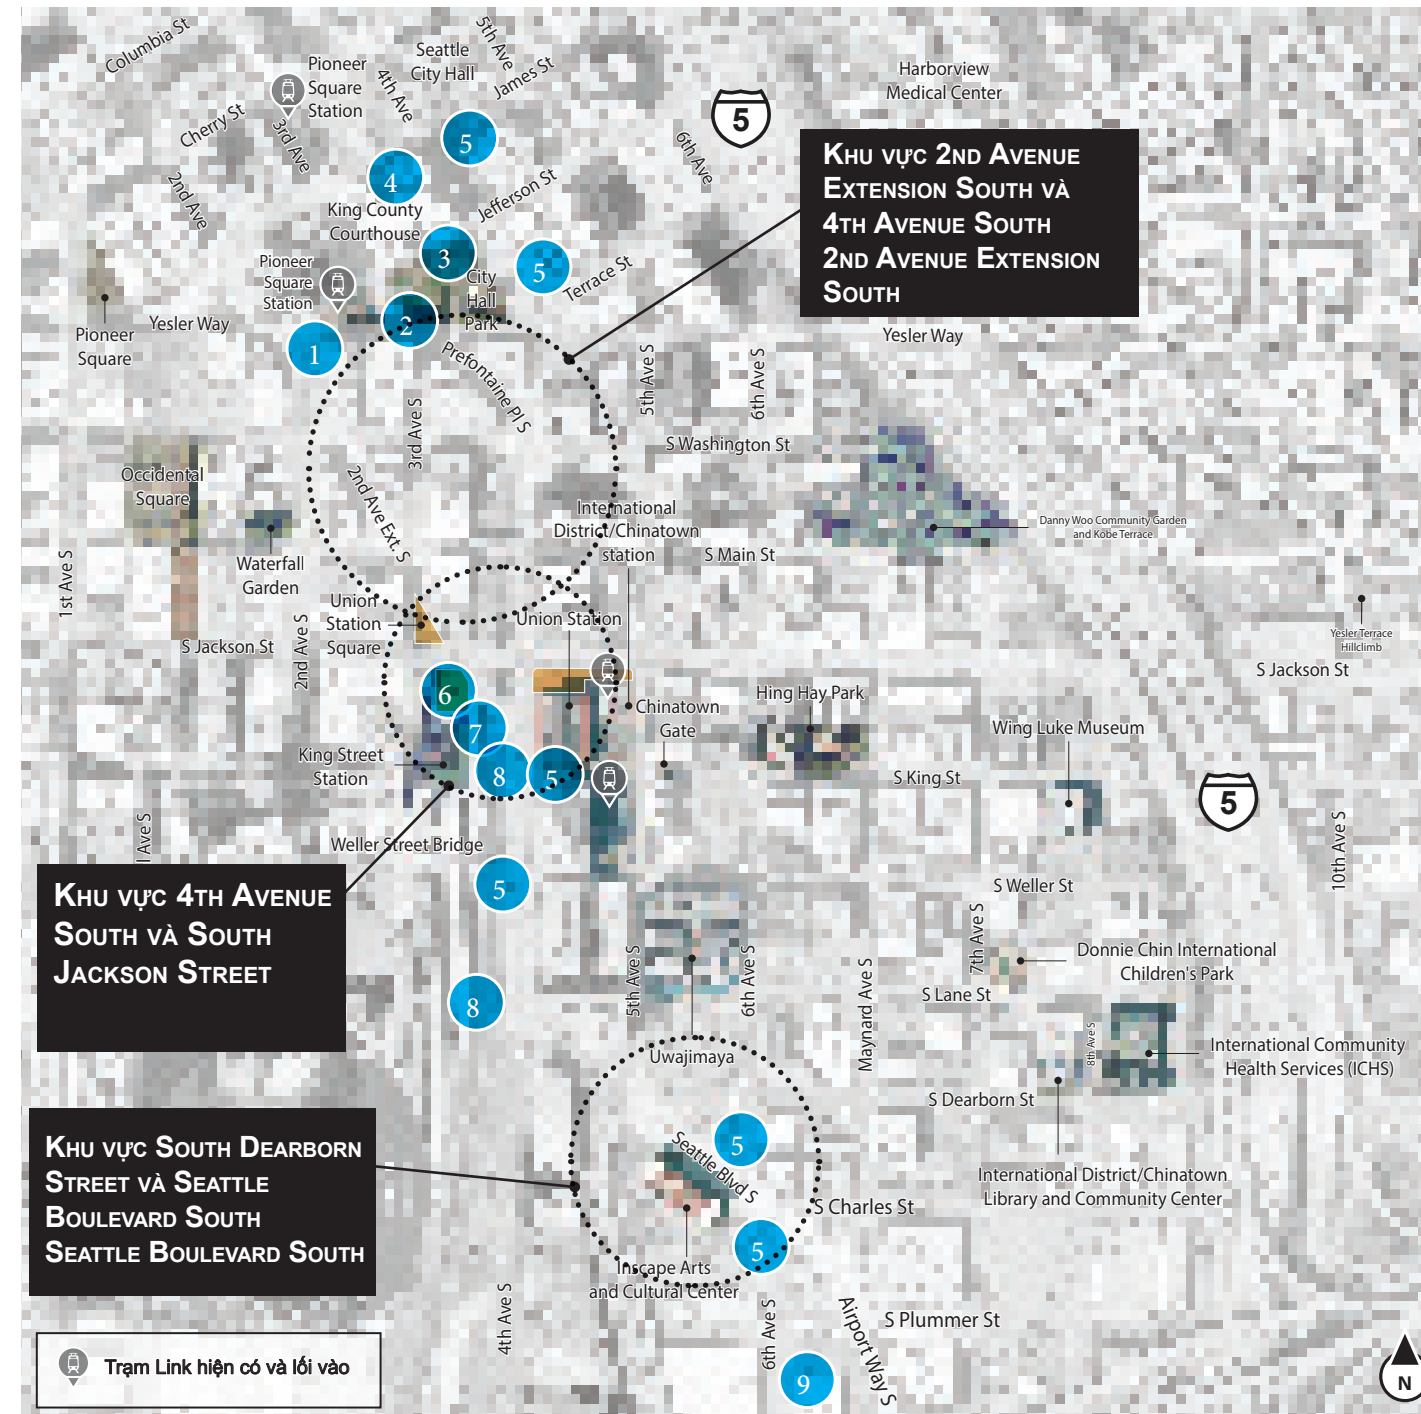 Columbia St
5th Ave
Seattle
City Hall
James St
Pioneer
Square
Station
4th Ave
Harborview
Medical Center
Cherry St
3rd Ave
5
5
6th Ave
4
2nd Ave
King County
Courthouse
Jefferson St
Khu vực 2nd Avenue
Extension South và
4th Avenue South
2nd Avenue Extension
South
3
5
Terrace St
Pioneer
Square
Station
City
Hall
Park
2
1
Pioneer
Square
Yesler Way
Yesler Way
Prefontaine Pl S
5th Ave S
6th Ave S
3rd Ave S
S Washington St
Occidental
Square
2nd Ave Ext. S
International
District/Chinatown
station
S Main St
Danny Woo Community Garden
and Kobe Terrace
Waterfall
Garden
1st Ave S
Union
Station
Square
Union Station
S Jackson St
2nd Ave S
Yesler Terrace
Hillclimb
S Jackson St
6
7
8
5
Chinatown
Gate
Hing Hay Park
Wing Luke Museum
King Street
Station
S King St
5
Ave S
Weller Street Bridge
10th Ave S
5
S Weller St
Khu vực 4th Avenue
South và South
Jackson Street
7th Ave S
Donnie Chin International
Children's Park
5th Ave S
6th Ave S
Maynard Ave S
S Lane St
8
Uwajimaya
8th Ave S
International Community
Health Services (ICHS)
S Dearborn St
Khu vực South Dearborn
Street và Seattle
Boulevard South
Seattle Boulevard South
5
Seattle Blvd S
International District/Chinatown
Library and Community Center
S Charles St
5
Inscape Arts
and Cultural Center
4th Ave S
6th Ave S
Airport Way S
S Plummer St
Trạm Link hiện có và lối vào
9
N